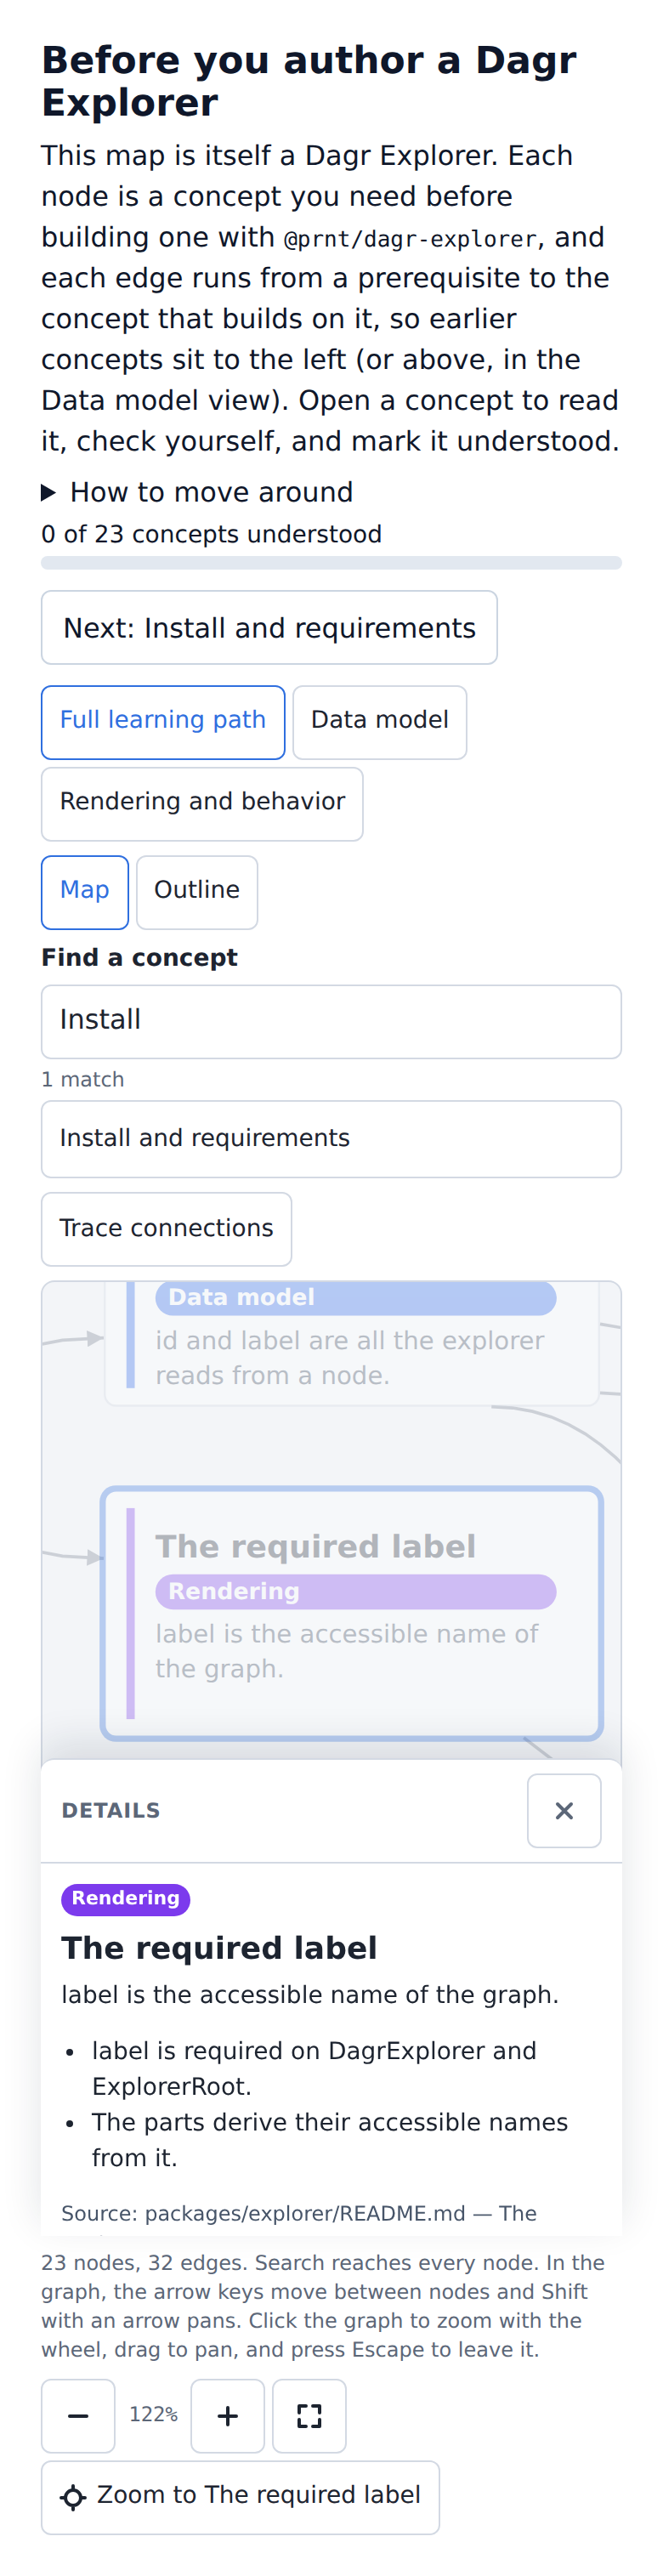 Before you author a Dagr
Explorer
This map is itself a Dagr Explorer. Each
node is a concept you need before
building one with @prnt/dagr-explorer, and
each edge runs from a prerequisite to the
concept that builds on it, so earlier
concepts sit to the left (or above, in the
Data model view). Open a concept to read
it, check yourself, and mark it understood.
How to move around
0 of 23 concepts understood
Next: Install and requirements
Full learning path
Data model
Rendering and behavior
Map
Outline
Find a concept
Install
1 match
Install and requirements
Trace connections
Data model
id and label are all the explorer
reads from a node.
The required label
Rendering
label is the accessible name of
the graph.
DETAILS
Rendering
The required label
label is the accessible name of the graph.
• label is required on DagrExplorer and
ExplorerRoot.
• The parts derive their accessible names
from it.
Source: packages/explorer/README.md — The
23 nodes, 32 edges. Search reaches every node. In the
graph, the arrow keys move between nodes and Shift
with an arrow pans. Click the graph to zoom with the
wheel, drag to pan, and press Escape to leave it.
122%
Zoom to The required label